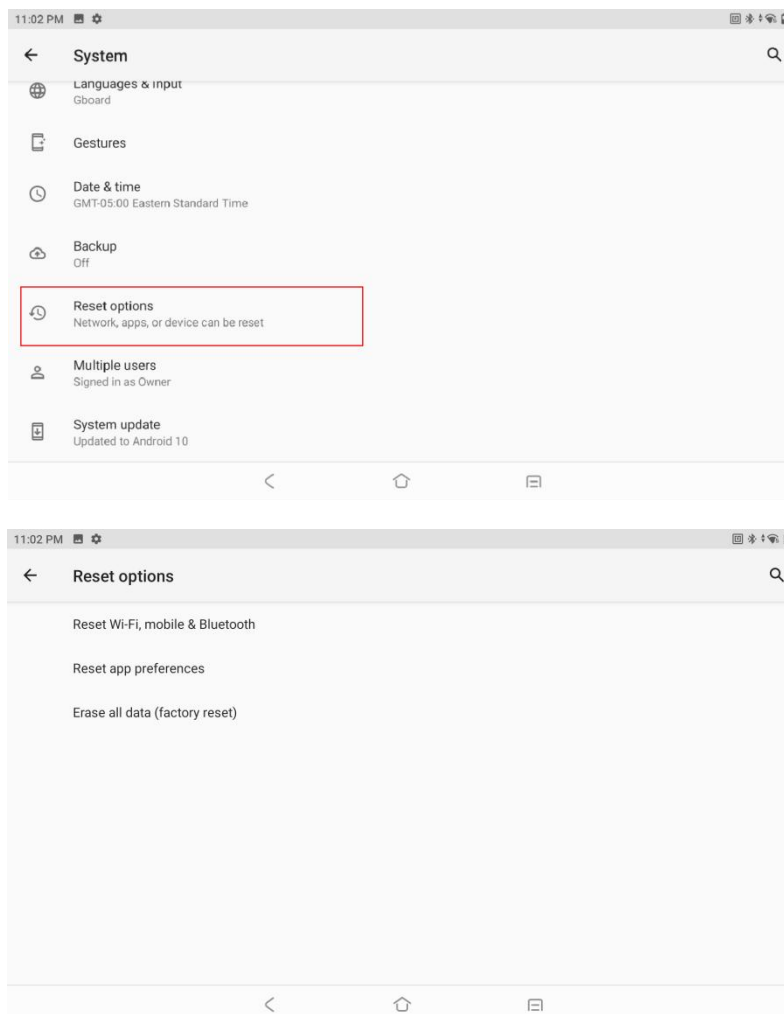 11:02 PM
System
Languages & input
Gboard
Gestures
Date & time
GMT-05:00 Eastern Standard Time
Backup
Off
Reset options
Network, apps, or device can be reset
Multiple users
Signed in as Owner
System update
Updated to Android 10
11:02 PM
Reset options
Reset Wi-Fi, mobile & Bluetooth
Reset app preferences
Erase all data (factory reset)